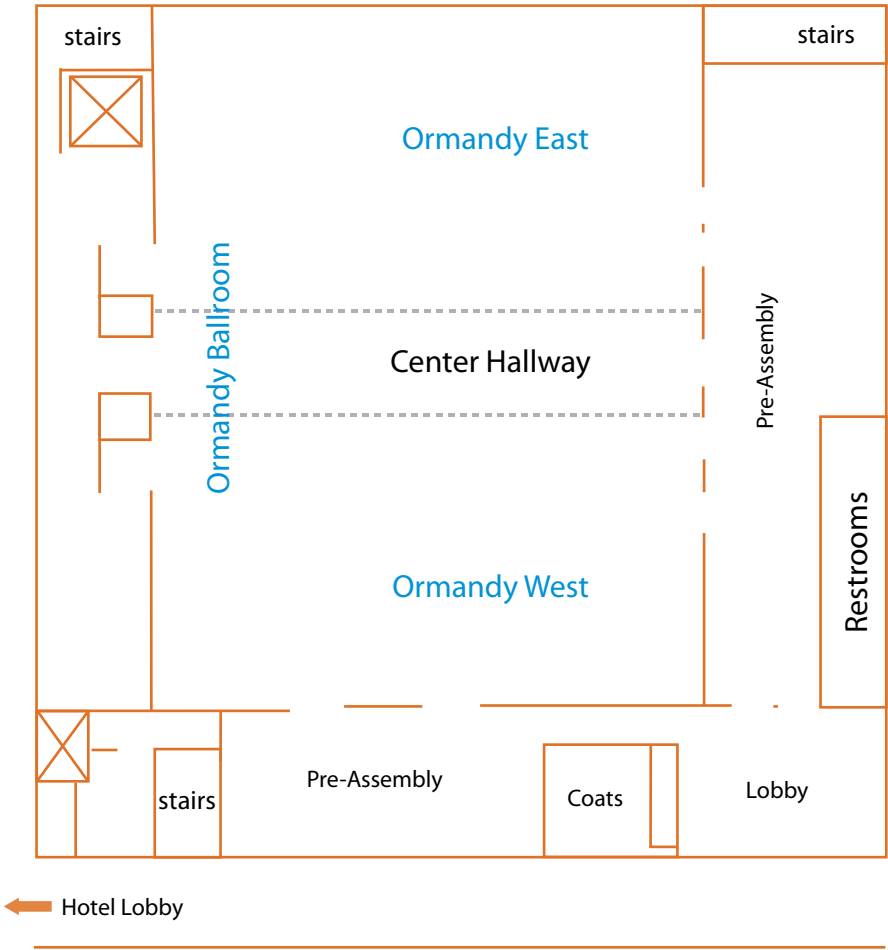 stairs
stairs
Ormandy East
Ormandy Ballroom
Pre-Assembly
Center Hallway
Restrooms
Ormandy West
Pre-Assembly
stairs
Coats
Lobby
Hotel Lobby